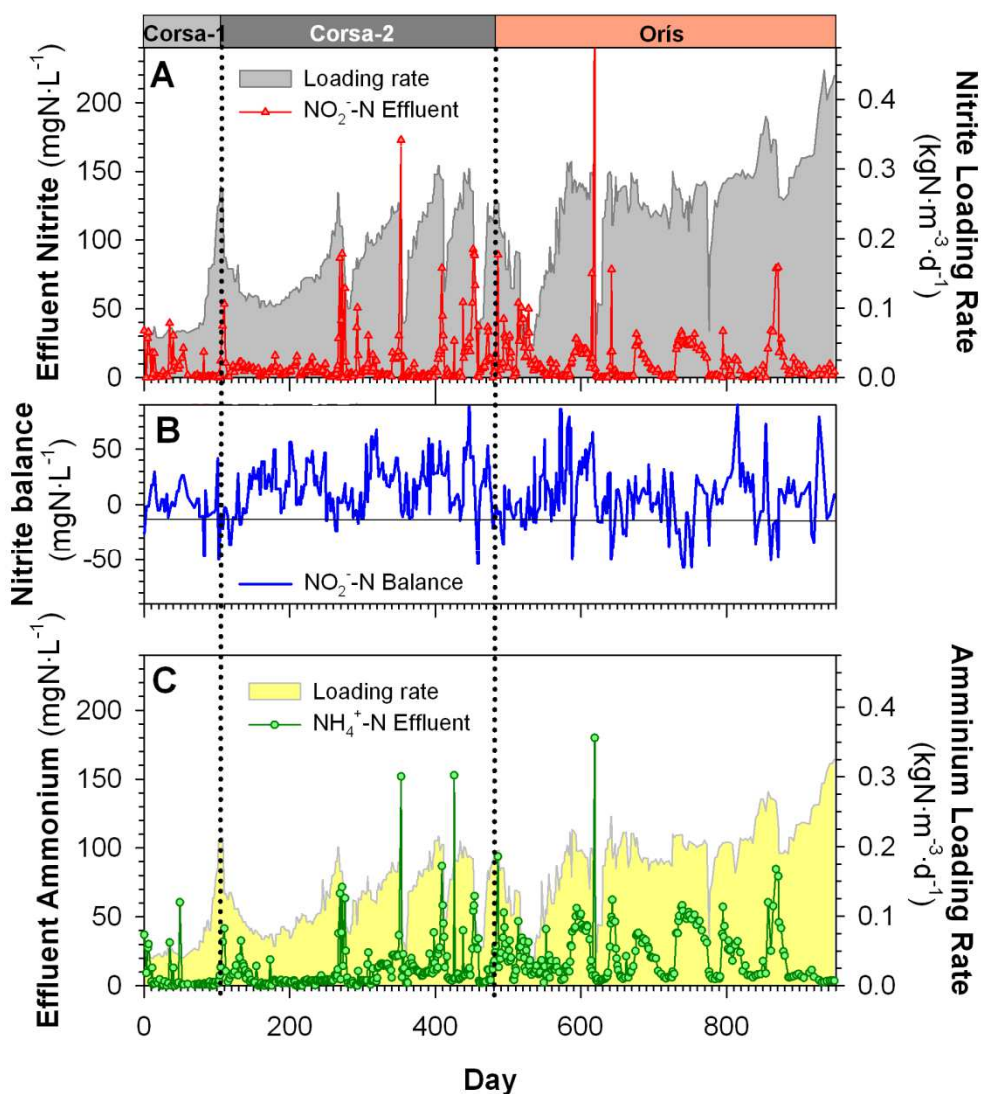 Corsa-1 Corsa-2 Orís
A
Loading rate
NO₂⁻-N Effluent
Effluent Nitrite (mgN·L⁻¹)
200
150
100
50
0
Nitrite Loading Rate
(kgN·m⁻³·d⁻¹)
0.4
0.3
0.2
0.1
0.0
B
Nitrite balance
(mgN·L⁻¹)
50
0
-50
NO₂⁻-N Balance
C
Loading rate
NH₄⁺-N Effluent
Effluent Ammonium (mgN·L⁻¹)
200
150
100
50
0
Amminium Loading Rate
(kgN·m⁻³·d⁻¹)
0.4
0.3
0.2
0.1
0.0
0 200 400 600 800
Day